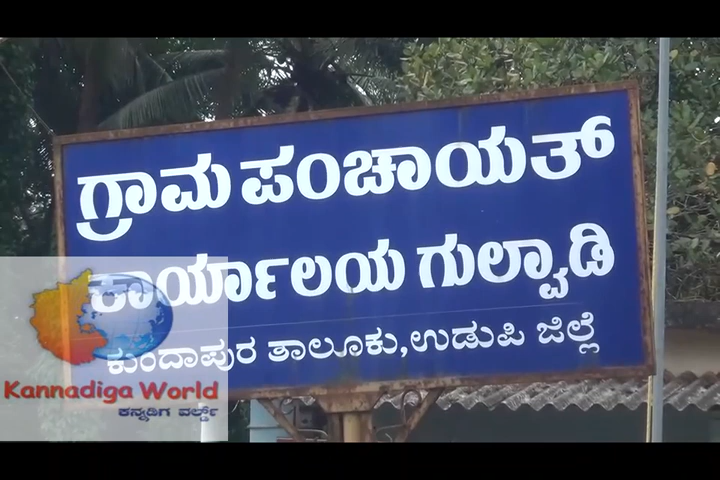 ಗ್ರಾಮ ಪಂಚಾಯತ್
ಕಾರ್ಯಾಲಯ ಗುಲ್ವಾಡಿ
ಕುಂದಾಪುರ ತಾಲೂಕು,ಉಡುಪಿ ಜಿಲ್ಲೆ
Kannadiga World
ಕನ್ನಡಿಗ ವರ್ಲ್ಡ್